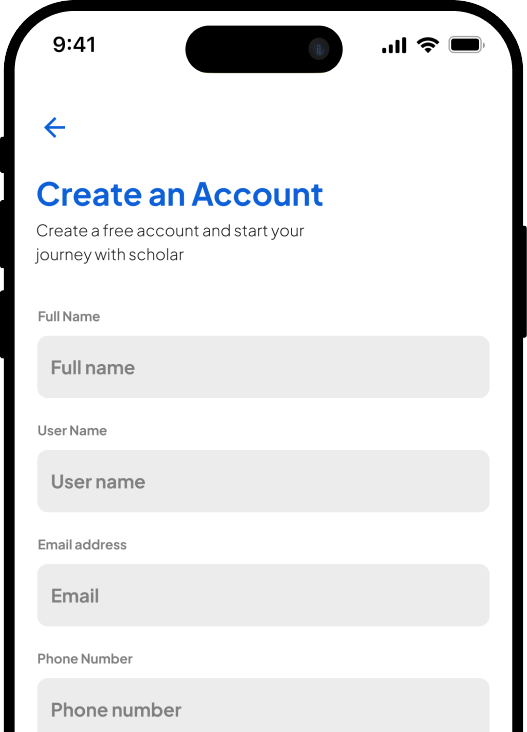 9:41
Create an Account
Create a free account and start your
journey with scholar
Full Name
Full name
User Name
User name
Email address
Email
Phone Number
Phone number